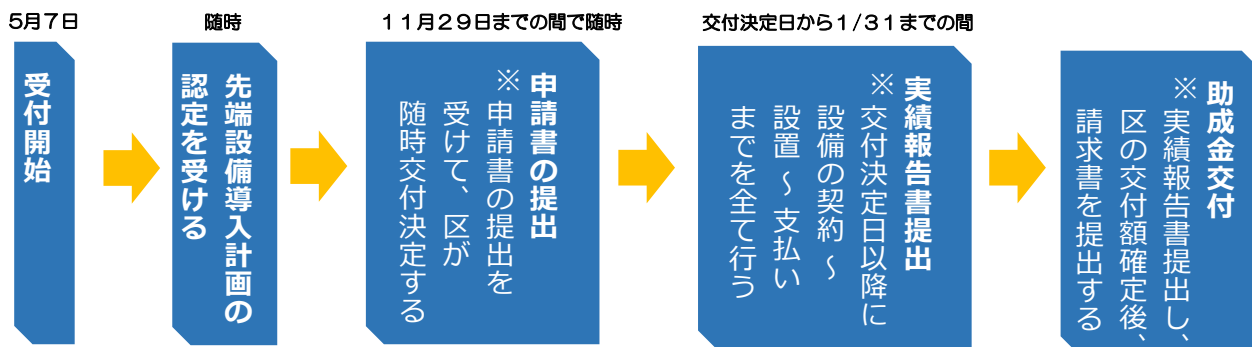 5月7日
受付開始
随時
先端設備導入計画の
認定を受ける
11月29日までの間で随時
申請書の提出
※申請書の提出を
受けて、区が
随時交付決定する
交付決定日から1/31までの間
実績報告書提出
※交付決定日以降に
設備の契約～
設置～支払い
までを全て行う
助成金交付
※実績報告書提出し、
区の交付額確定後、
請求書を提出する